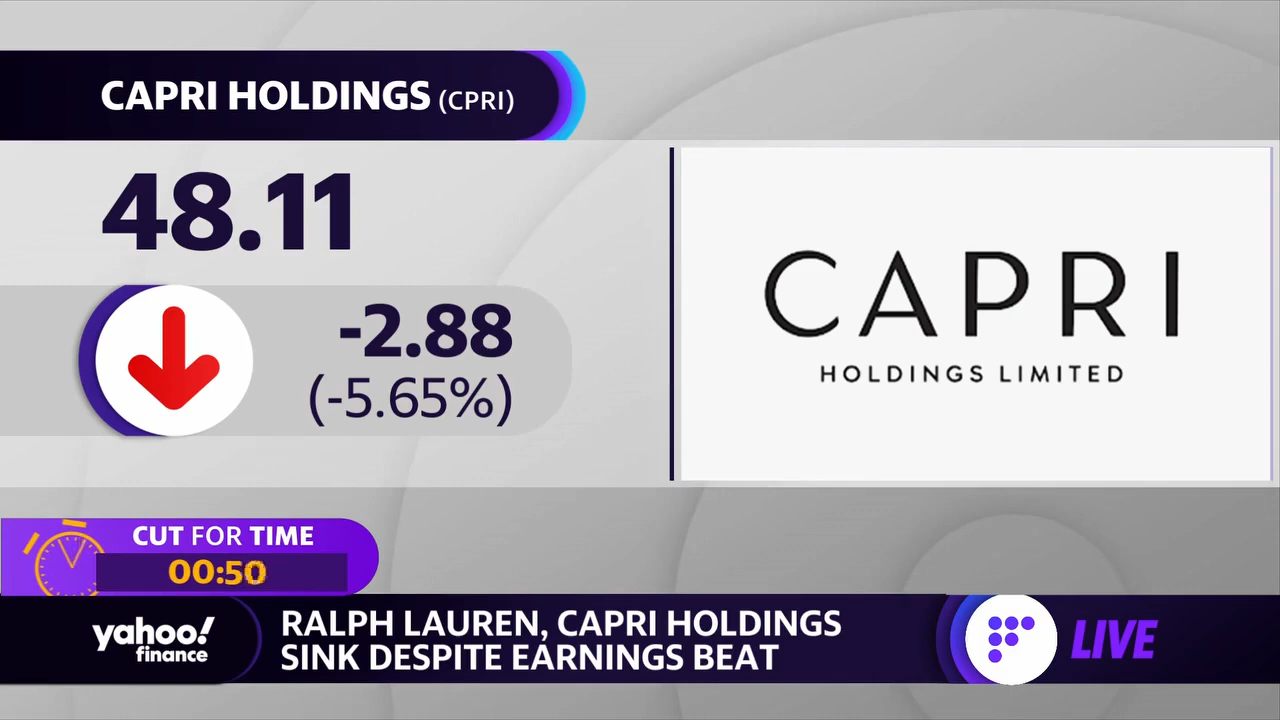 CAPRI HOLDINGS (CPRI)
48.11
-2.88
(-5.65%)
CAPRI
HOLDINGS LIMITED
CUT FOR TIME
00:50
yahoo!
finance
RALPH LAUREN, CAPRI HOLDINGS
SINK DESPITE EARNINGS BEAT
LIVE